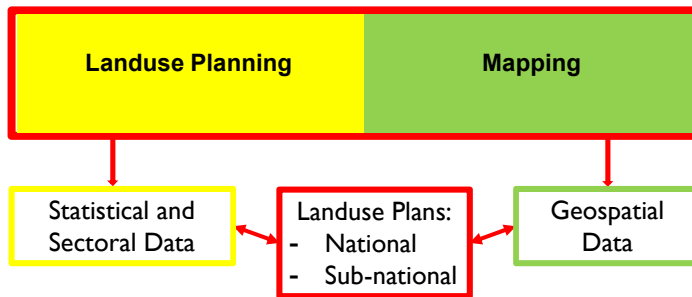 Landuse Planning
Mapping
Statistical and
Sectoral Data
Landuse Plans:
- National
- Sub-national
Geospatial
Data